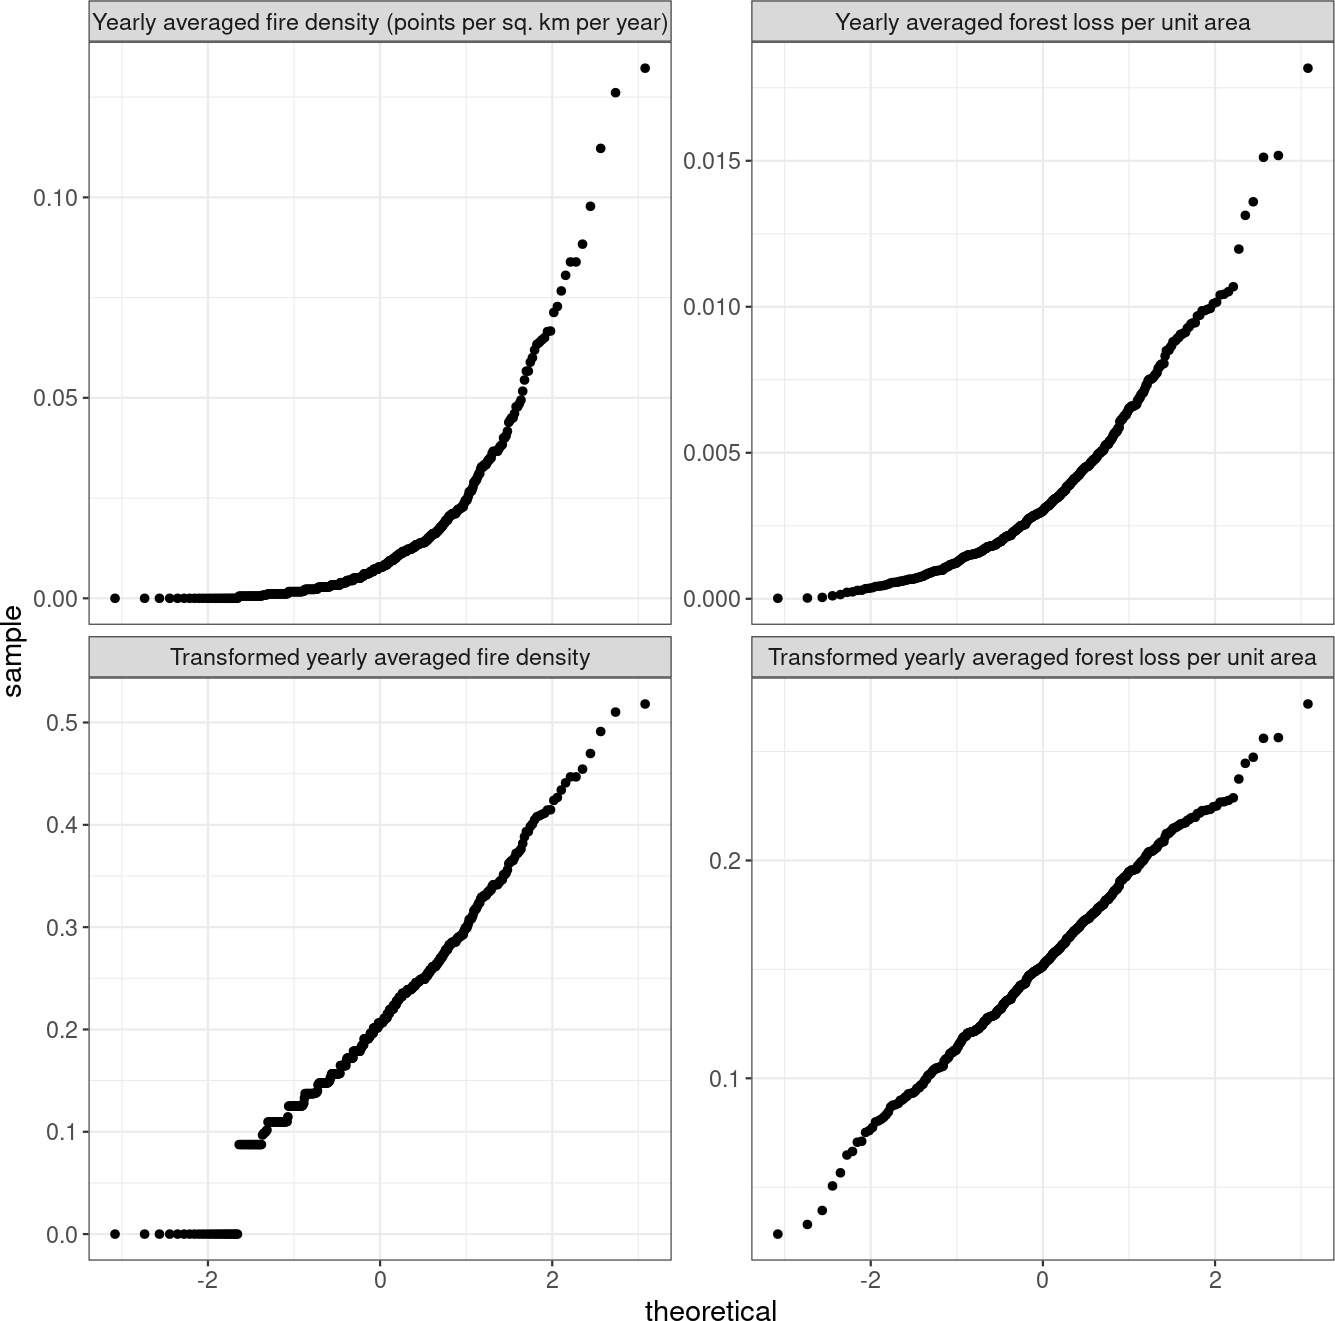 Yearly averaged fire density (points per sq. km per year)
Yearly averaged forest loss per unit area
0.10
0.05
0.00
0.015
0.010
0.005
0.000
sample
Transformed yearly averaged fire density
Transformed yearly averaged forest loss per unit area
0.5
0.4
0.3
0.2
0.1
0.0
0.2
0.1
-2 0 2
-2 0 2
theoretical